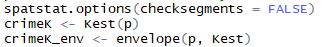 spatstat.options(checksegments = FALSE)
crimeK <- Kest(p)
crimeK_env <- envelope(p, Kest)